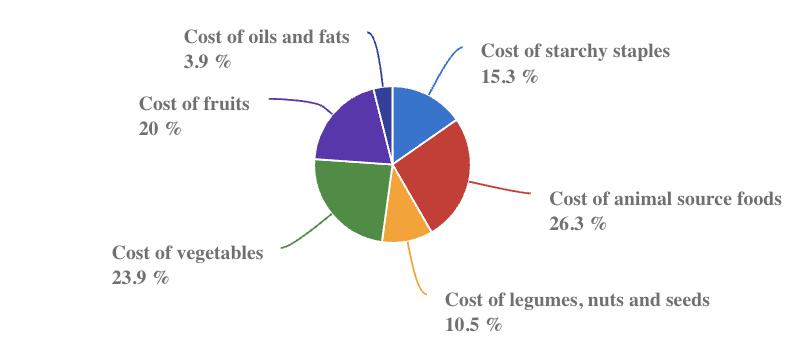 Cost of oils and fats
3.9 %
Cost of starchy staples
15.3 %
Cost of fruits
20 %
Cost of animal source foods
26.3 %
Cost of vegetables
23.9 %
Cost of legumes, nuts and seeds
10.5 %